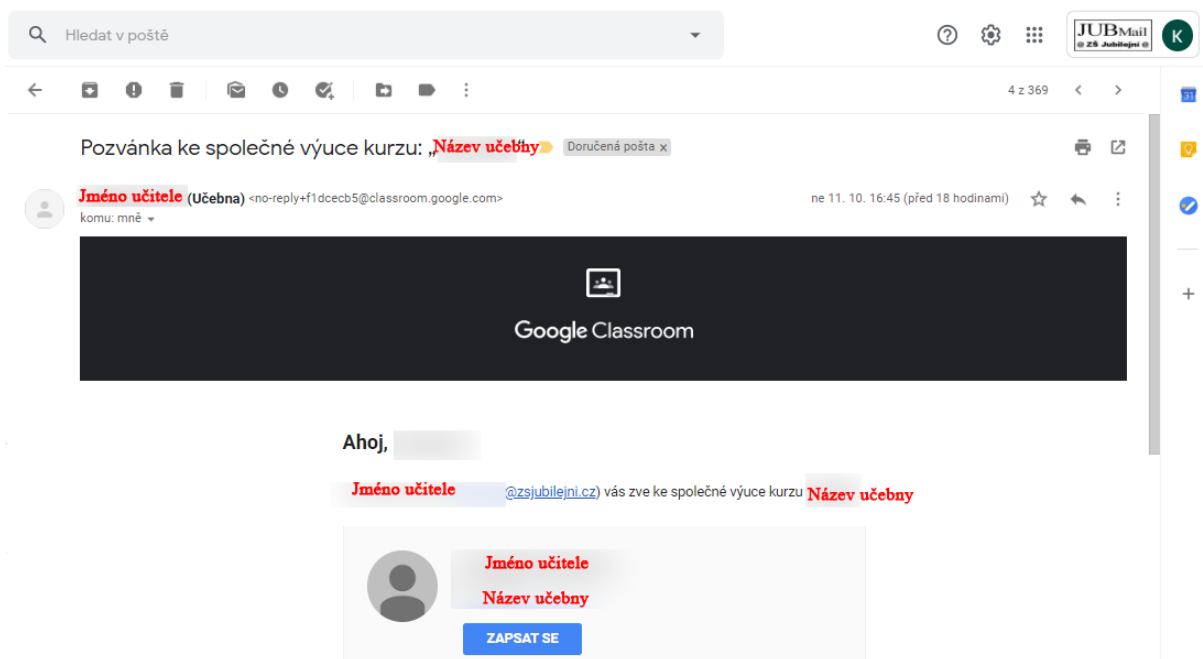 Hledat v poště
JUBMail
@ ZŠ Jubilejní @
K
4 z 369
31
Pozvánka ke společné výuce kurzu: „Název učebny“
Doručená pošta x
Jméno učitele (Učebna) <no-reply+f1dcecb5@classroom.google.com>
ne 11. 10. 16:45 (před 18 hodinami)
komu: mně
Google Classroom
Ahoj,
Jméno učitele @zsjubilejni.cz) vás zve ke společné výuce kurzu Název učebny
Jméno učitele
Název učebny
ZAPSAT SE